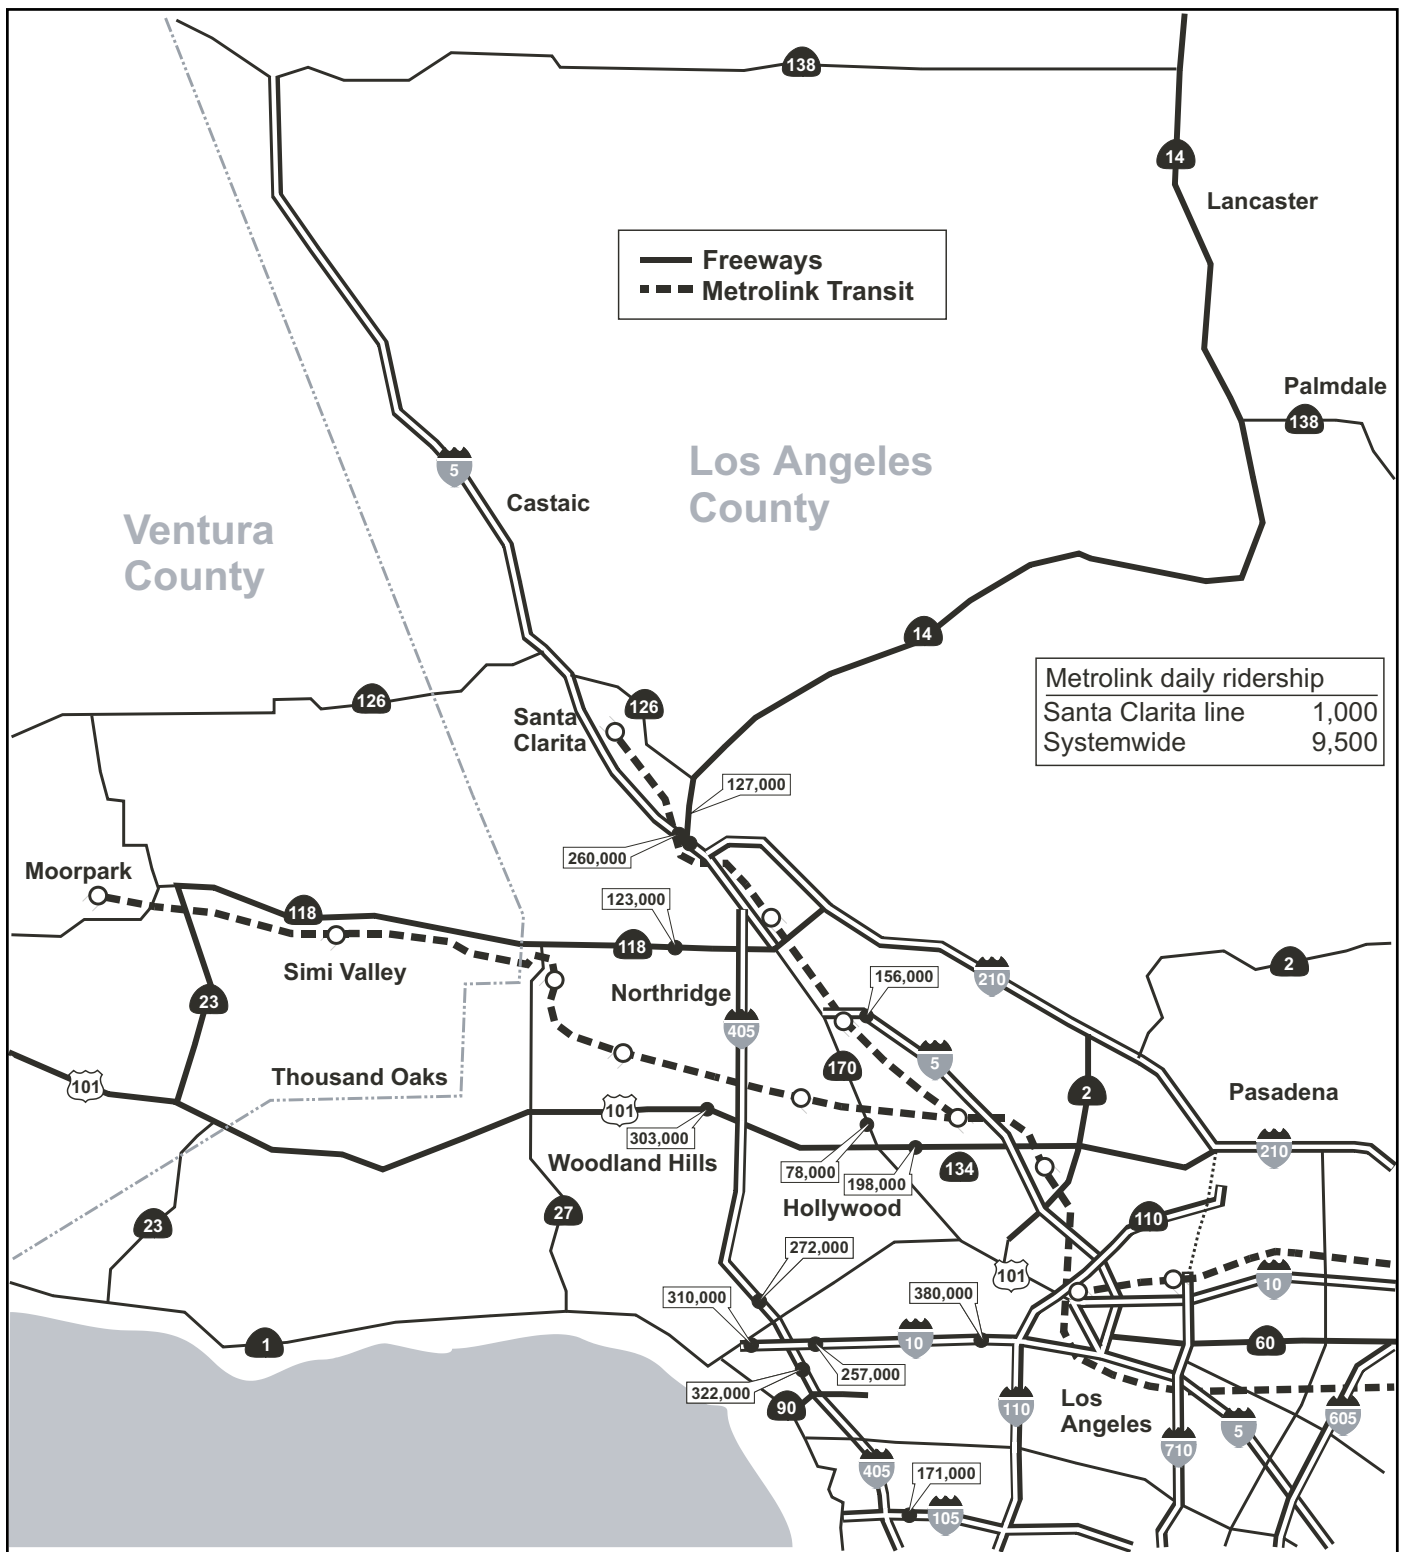 138
14
Lancaster
Freeways
Metrolink Transit
Palmdale
138
Los Angeles
County
5
Castaic
Ventura
County
14
Metrolink daily ridership
Santa Clarita line 1,000
Systemwide 9,500
126
126
Santa
Clarita
127,000
260,000
Moorpark
123,000
118
118
Simi Valley
2
156,000
210
Northridge
23
405
5
170
101
Thousand Oaks
2
Pasadena
101
303,000
Woodland Hills
78,000
198,000
134
210
Hollywood
23
27
110
272,000
101
10
310,000
380,000
1
10
60
257,000
322,000
90
Los
Angeles
110
605
5
710
405
171,000
105